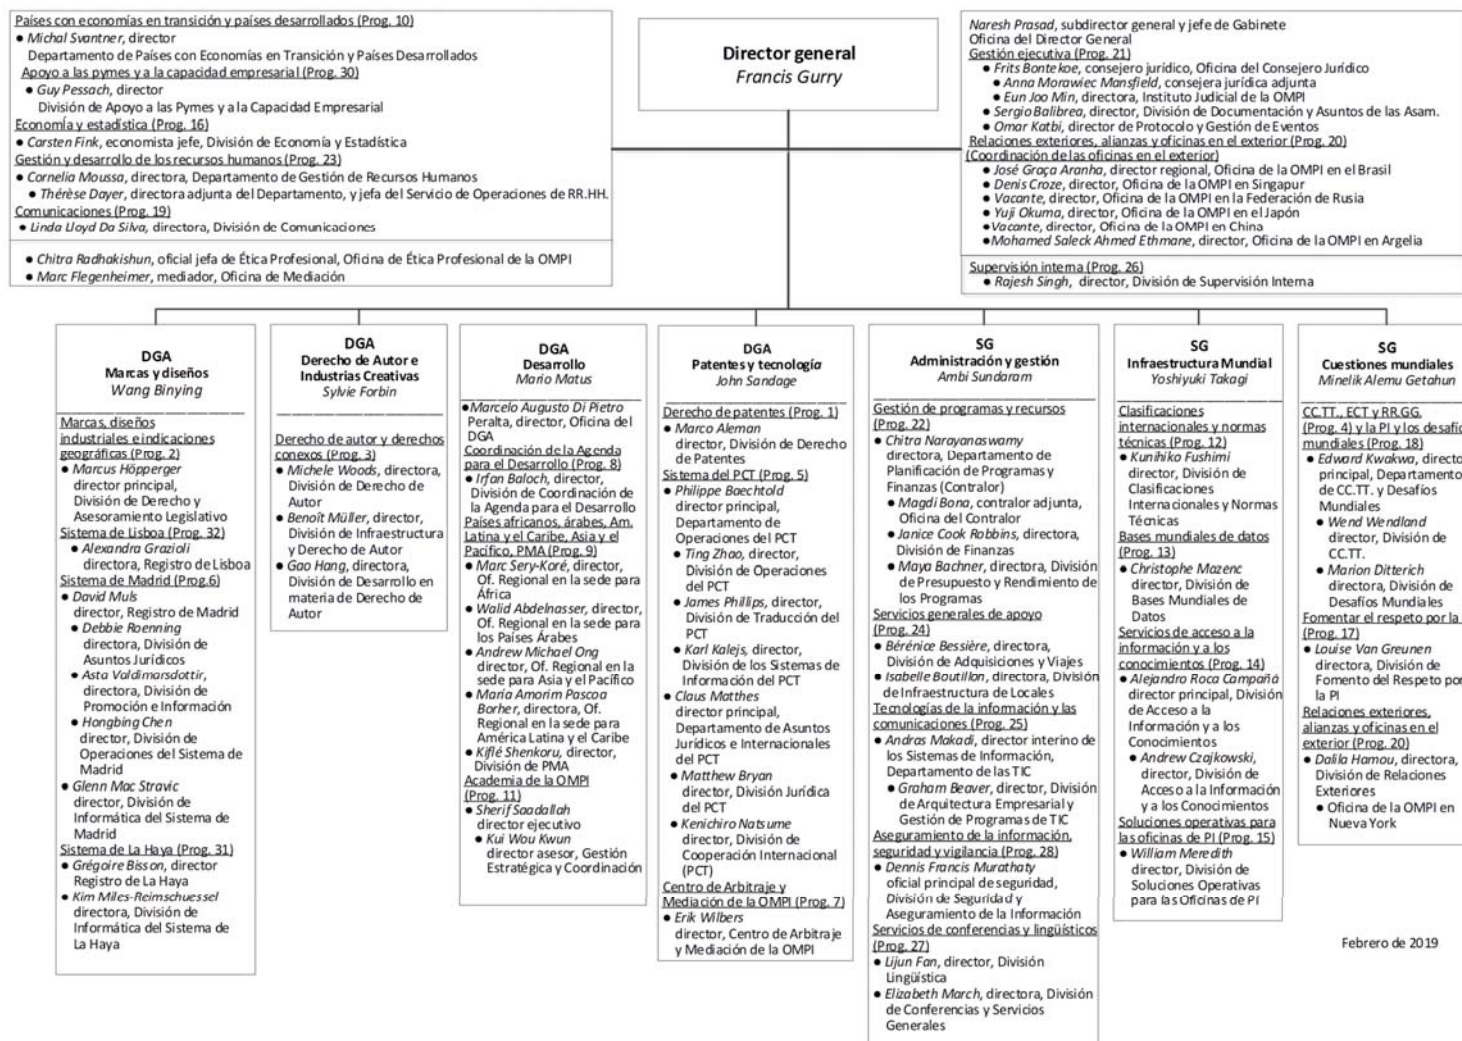 Países con economías en transición y países desarrollados (Prog. 10)
● Michal Svantner, director
Departamento de Países con Economías en Transición y Países Desarrollados
Apoyo a las pymes y a la capacidad empresarial (Prog. 30)
● Guy Pessach, director
División de Apoyo a las Pymes y a la Capacidad Empresarial
Economía y estadística (Prog. 16)
● Carsten Fink, economista jefe, División de Economía y Estadística
Gestión y desarrollo de los recursos humanos (Prog. 23)
● Cornelia Moussa, directora, Departamento de Gestión de Recursos Humanos
● Thérèse Dayer, directora adjunta del Departamento, y jefa del Servicio de Operaciones de RR.HH.
Comunicaciones (Prog. 19)
● Linda Lloyd Da Silva, directora, División de Comunicaciones
● Chitra Radhakishun, oficial jefa de Ética Profesional, Oficina de Ética Profesional de la OMPI
● Marc Flegenheimer, mediador, Oficina de Mediación
Director general
Francis Gurry
Naresh Prasad, subdirector general y jefe de Gabinete
Oficina del Director General
Gestión ejecutiva (Prog. 21)
● Frits Bontekoe, consejero jurídico, Oficina del Consejero Jurídico
● Anna Morawiec Mansfield, consejera jurídica adjunta
● Eun Joo Min, directora, Instituto Judicial de la OMPI
● Sergio Balibrea, director, División de Documentación y Asuntos de las Asam.
● Omar Katbi, director de Protocolo y Gestión de Eventos
Relaciones exteriores, alianzas y oficinas en el exterior (Prog. 20)
(Coordinación de las oficinas en el exterior)
● José Graça Aranha, director regional, Oficina de la OMPI en el Brasil
● Denis Croze, director, Oficina de la OMPI en Singapur
● Vacante, director, Oficina de la OMPI en la Federación de Rusia
● Yuji Okuma, director, Oficina de la OMPI en el Japón
●Vacante, director, Oficina de la OMPI en China
●Mohamed Saleck Ahmed Ethmane, director, Oficina de la OMPI en Argelia
Supervisión interna (Prog. 26)
● Rajesh Singh, director, División de Supervisión Interna
DGA
Marcas y diseños
Wang Binying
Marcas, diseños
industriales e indicaciones
geográficas (Prog. 2)
● Marcus Höpperger
director principal,
División de Derecho y
Asesoramiento Legislativo
Sistema de Lisboa (Prog. 32)
● Alexandra Grazioli
directora, Registro de Lisboa
Sistema de Madrid (Prog.6)
● David Muls
director, Registro de Madrid
● Debbie Roenning
directora, División de
Asuntos Jurídicos
● Asta Valdimarsdottir,
directora, División de
Promoción e Información
● Hongbing Chen
director, División de
Operaciones del Sistema de
Madrid
● Glenn Mac Stravic
director, División de
Informática del Sistema de
Madrid
Sistema de La Haya (Prog. 31)
● Grégoire Bisson, director
Registro de La Haya
● Kim Miles-Reimschuessel
directora, División de
Informática del Sistema de
La Haya
DGA
Derecho de Autor e
Industrias Creativas
Sylvie Forbin
Derecho de autor y derechos
conexos (Prog. 3)
● Michele Woods, directora,
División de Derecho de
Autor
● Benoît Müller, director,
División de Infraestructura
y Derecho de Autor
● Gao Hang, directora,
División de Desarrollo en
materia de Derecho de
Autor
DGA
Desarrollo
Mario Matus
●Marcelo Augusto Di Pietro
Peralta, director, Oficina del
DGA
Coordinación de la Agenda
para el Desarrollo (Prog. 8)
● Irfan Baloch, director,
División de Coordinación de
la Agenda para el Desarrollo
Países africanos, árabes, Am.
Latina y el Caribe, Asia y el
Pacífico, PMA (Prog. 9)
● Marc Sery-Koré, director,
Of. Regional en la sede para
África
● Walid Abdelnasser, director,
Of. Regional en la sede para
los Países Árabes
● Andrew Michael Ong
director, Of. Regional en la
sede para Asia y el Pacífico
● María Amorim Pascoa
Borher, directora, Of.
Regional en la sede para
América Latina y el Caribe
● Kiflé Shenkoru, director,
División de PMA
Academia de la OMPI
(Prog. 11)
● Sherif Saadallah
director ejecutivo
● Kui Wou Kwun
director asesor, Gestión
Estratégica y Coordinación
DGA
Patentes y tecnología
John Sandage
Derecho de patentes (Prog. 1)
● Marco Aleman
director, División de Derecho
de Patentes
Sistema del PCT (Prog. 5)
● Philippe Baechtold
director principal,
Departamento de
Operaciones del PCT
● Ting Zhao, director,
División de Operaciones
del PCT
● James Phillips, director,
División de Traducción del
PCT
● Karl Kalejs, director,
División de los Sistemas de
Información del PCT
● Claus Matthes
director principal,
Departamento de Asuntos
Jurídicos e Internacionales
del PCT
● Matthew Bryan
director, División Jurídica
del PCT
● Kenichiro Natsume
director, División de
Cooperación Internacional
(PCT)
Centro de Arbitraje y
Mediación de la OMPI (Prog. 7)
● Erik Wilbers
director, Centro de Arbitraje
y Mediación de la OMPI
SG
Administración y gestión
Ambi Sundaram
Gestión de programas y recursos
(Prog. 22)
● Chitra Narayanaswamy
directora, Departamento de
Planificación de Programas y
Finanzas (Contralor)
● Magdi Bona, contralor adjunta,
Oficina del Contralor
● Janice Cook Robbins, directora,
División de Finanzas
● Maya Bachner, directora, División
de Presupuesto y Rendimiento de
los Programas
Servicios generales de apoyo
(Prog. 24)
● Bérénice Bessière, directora,
División de Adquisiciones y Viajes
● Isabelle Boutillon, directora, División
de Infraestructura de Locales
Tecnologías de la información y las
comunicaciones (Prog. 25)
● Andras Makadi, director interino de
los Sistemas de Información,
Departamento de las TIC
● Graham Beaver, director, División
de Arquitectura Empresarial y
Gestión de Programas de TIC
Aseguramiento de la información,
seguridad y vigilancia (Prog. 28)
● Dennis Francis Murathaty
oficial principal de seguridad,
División de Seguridad y
Aseguramiento de la Información
Servicios de conferencias y lingüísticos
(Prog. 27)
● Lijun Fan, director, División
Lingüística
● Elizabeth March, directora, División
de Conferencias y Servicios
Generales
SG
Infraestructura Mundial
Yoshiyuki Takagi
Clasificaciones
internacionales y normas
técnicas (Prog. 12)
● Kunihiko Fushimi
director, División de
Clasificaciones
Internacionales y Normas
Técnicas
Bases mundiales de datos
(Prog. 13)
● Christophe Mazenc
director, División de
Bases Mundiales de
Datos
Servicios de acceso a la
información y a los
conocimientos (Prog. 14)
● Alejandro Roca Campañá
director principal, División
de Acceso a la
Información y a los
Conocimientos
● Andrew Czajkowski,
director, División de
Acceso a la Información
y a los Conocimientos
Soluciones operativas para
las oficinas de PI (Prog. 15)
● William Meredith
director, División de
Soluciones Operativas
para las Oficinas de PI
SG
Cuestiones mundiales
Minelik Alemu Getahun
CC.TT., ECT y RR.GG.
(Prog. 4) y la PI y los desafío
mundiales (Prog. 18)
● Edward Kwakwa, directo
principal, Departamento
de CC.TT. y Desafíos
Mundiales
● Wend Wendland
director, División de
CC.TT.
● Marion Ditterich
directora, División de
Desafíos Mundiales
Fomentar el respeto por la
(Prog. 17)
● Louise Van Greunen
directora, División de
Fomento del Respeto por
la PI
Relaciones exteriores,
alianzas y oficinas en el
exterior (Prog. 20)
● Dalila Hamou, directora,
División de Relaciones
Exteriores
● Oficina de la OMPI en
Nueva York
Febrero de 2019